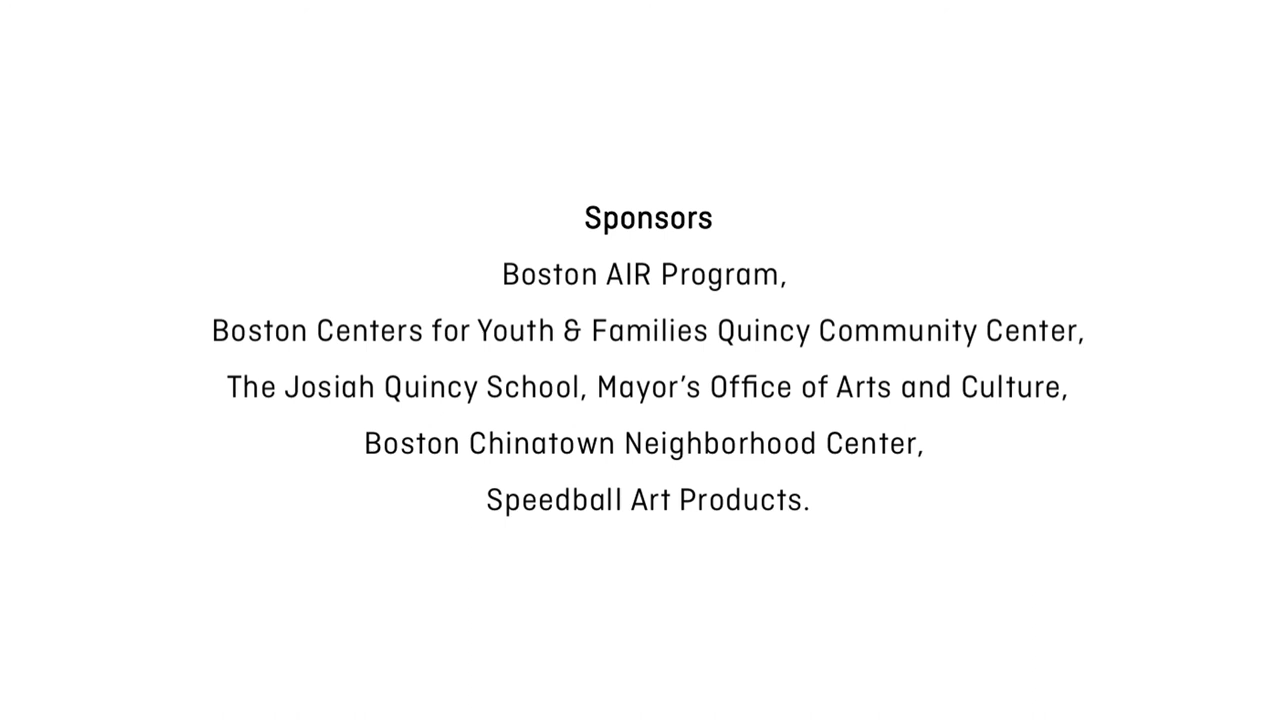 Sponsors
Boston AIR Program,
Boston Centers for Youth & Families Quincy Community Center,
The Josiah Quincy School, Mayor’s Office of Arts and Culture,
Boston Chinatown Neighborhood Center,
Speedball Art Products.